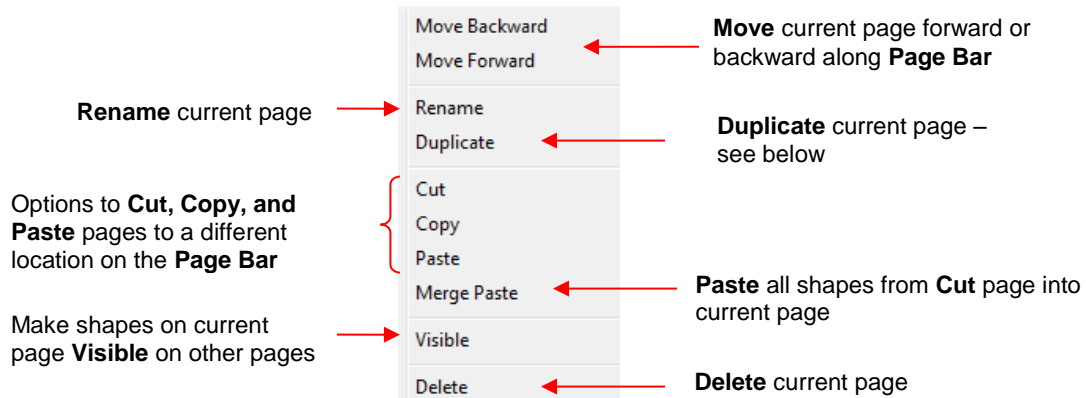 Move Backward
Move Forward
Move current page forward or
backward along Page Bar
Rename current page
Rename
Duplicate
Duplicate current page –
see below
Options to Cut, Copy, and
Paste pages to a different
location on the Page Bar
Cut
Copy
Paste
Merge Paste
Paste all shapes from Cut page into
current page
Make shapes on current
page Visible on other pages
Visible
Delete
Delete current page